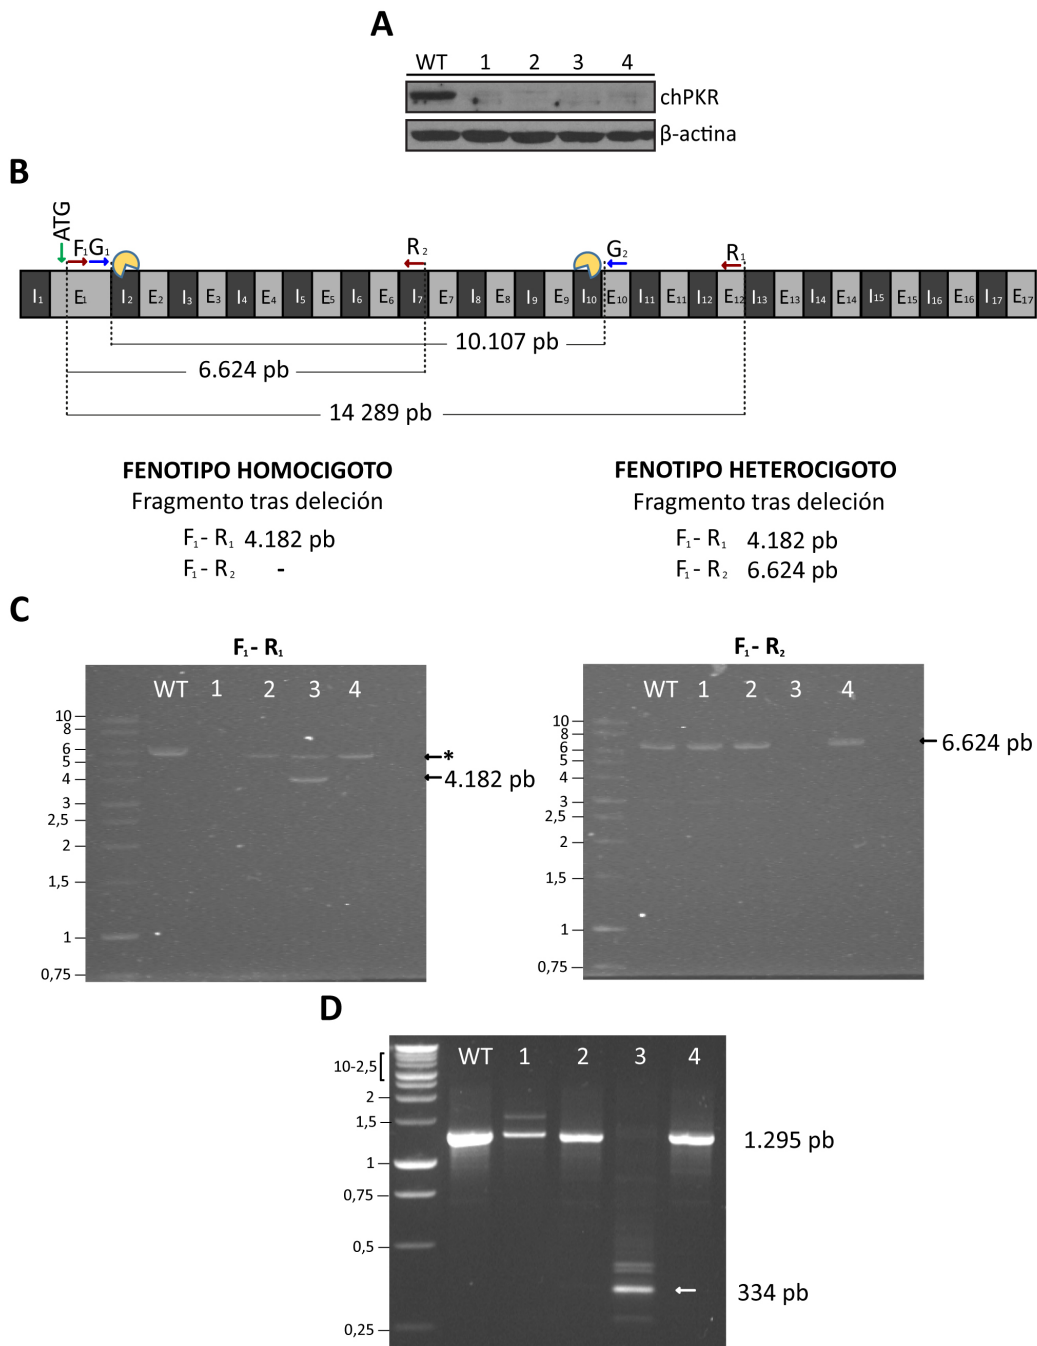 A
WT 1 2 3 4
chPKR
β-actina
B
ATG
F₁ G₁ R₂ G₂ R₁
I₁ E₁ I₂ E₂ I₃ E₃ I₄ E₄ I₅ E₅ I₆ E₆ I₇ E₇ I₈ E₈ I₉ E₉ I₁₀ E₁₀ I₁₁ E₁₁ I₁₂ E₁₂ I₁₃ E₁₃ I₁₄ E₁₄ I₁₅ E₁₅ I₁₆ E₁₆ I₁₇ E₁₇
10.107 pb
6.624 pb
14 289 pb
FENOTIPO HOMOCIGOTO
Fragmento tras deleción
F₁- R₁ 4.182 pb
F₁- R₂ -
FENOTIPO HETEROCIGOTO
Fragmento tras deleción
F₁- R₁ 4.182 pb
F₁- R₂ 6.624 pb
C
F₁- R₁
WT 1 2 3 4
10
8
6
5
4
3
2,5
2
1,5
1
0,75
*
4.182 pb
F₁- R₂
WT 1 2 3 4
10
8
6
5
4
3
2,5
2
1,5
1
0,75
6.624 pb
D
WT 1 2 3 4
10-2,5
2
1,5
1
0,75
0,5
0,25
1.295 pb
334 pb